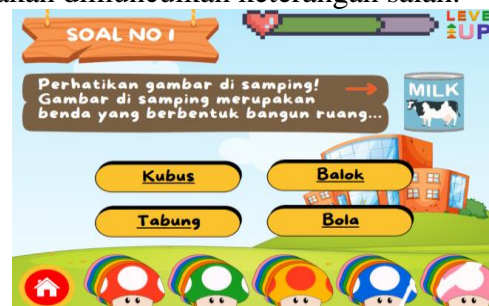 SOAL NO 1
LEVEL
UP
Perhatikan gambar di samping!
Gambar di samping merupakan
benda yang berbentuk bangun ruang...
MILK
Kubus
Balok
Tabung
Bola